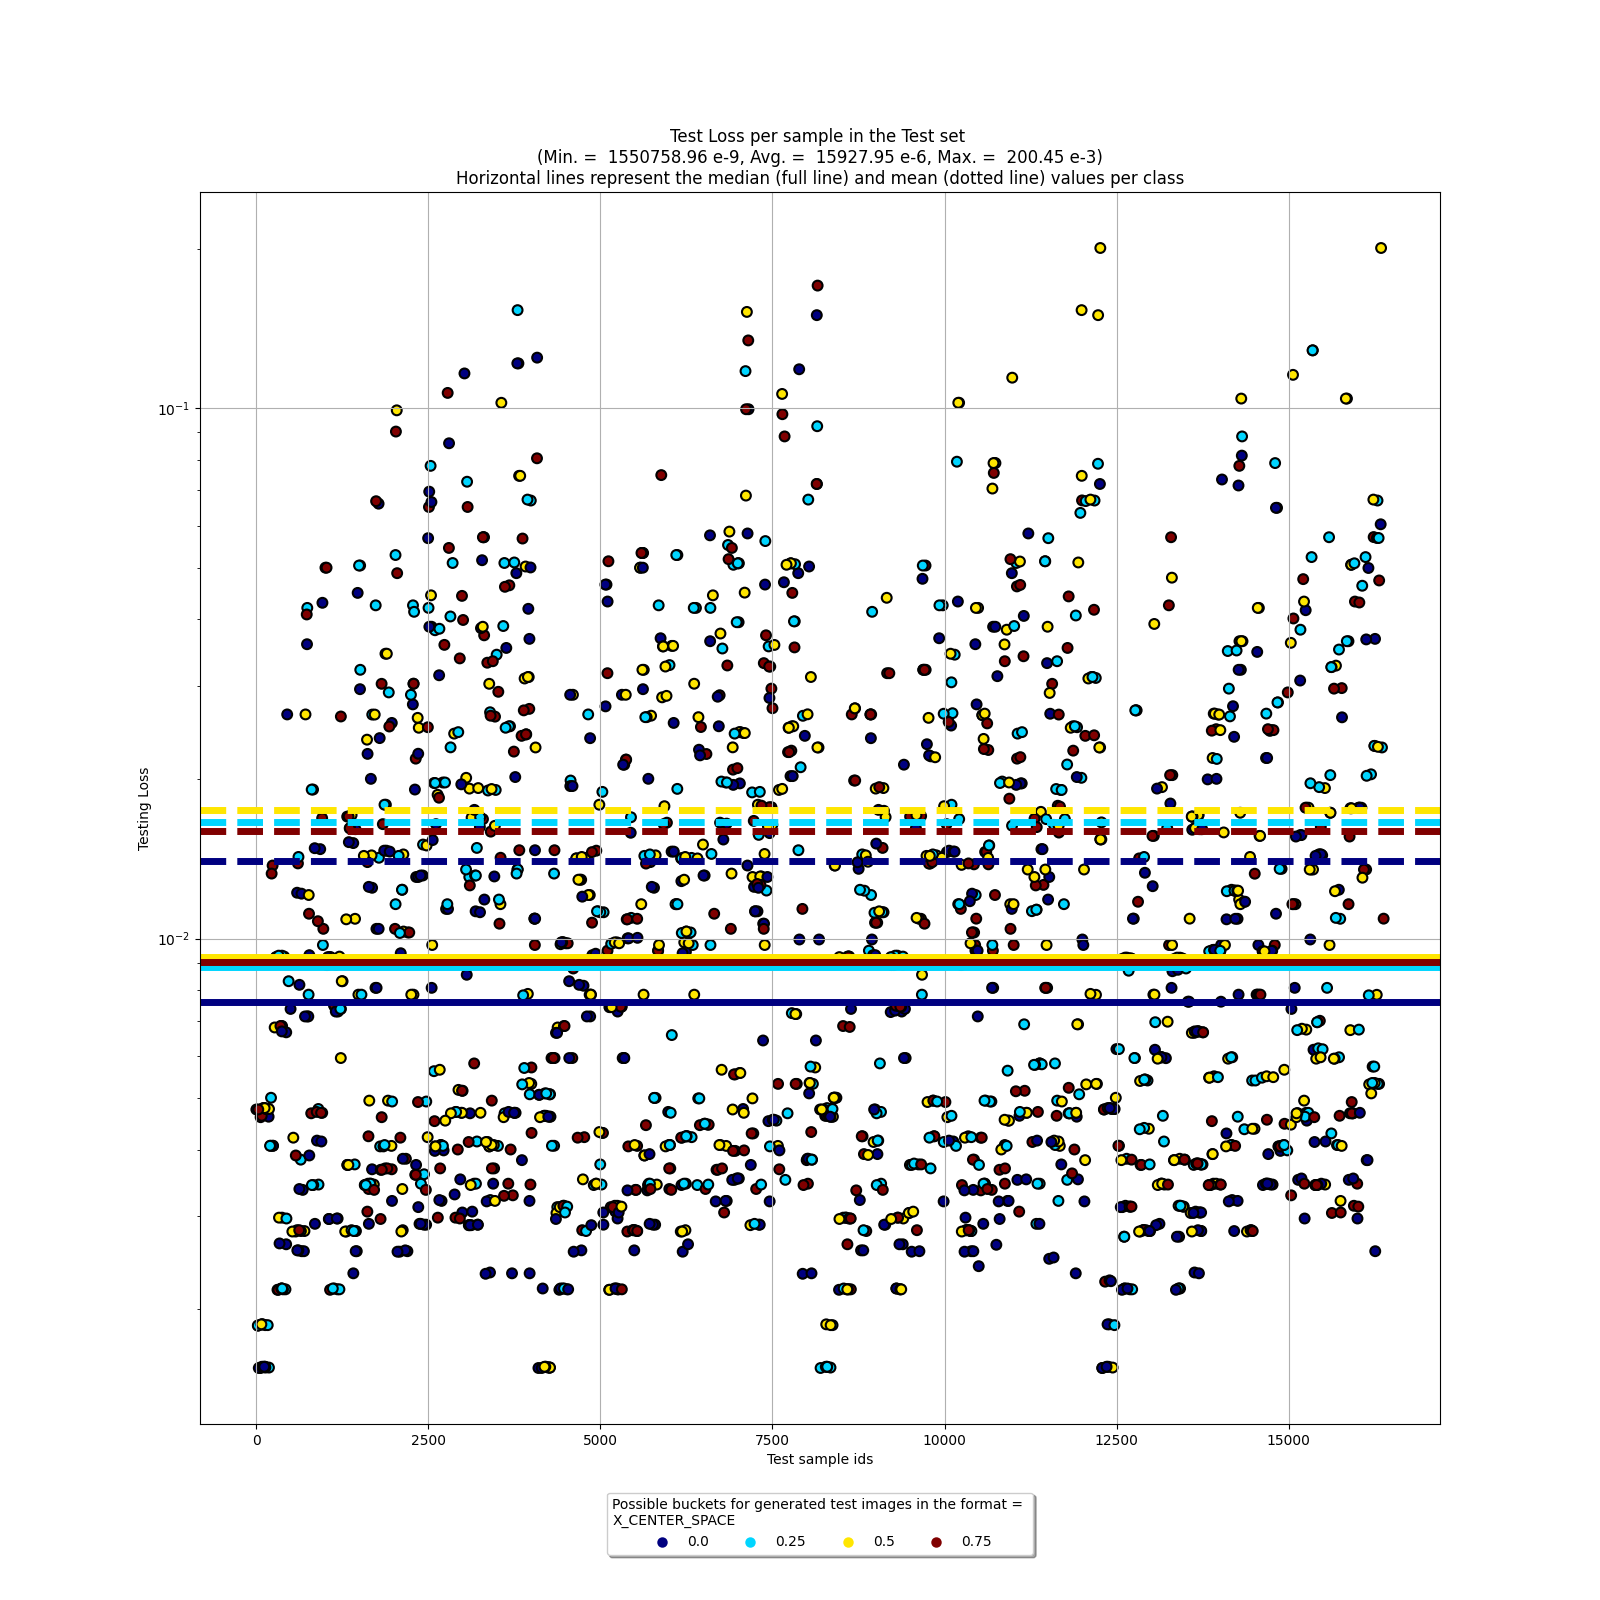 Test Loss per sample in the Test set
(Min. =  1550758.96 e-9, Avg. =  15927.95 e-6, Max. =  200.45 e-3)
Horizontal lines represent the median (full line) and mean (dotted line) values per class
Testing Loss
10⁻¹
10⁻²
0 2500 5000 7500 10000 12500 15000
Test sample ids
Possible buckets for generated test images in the format =
X_CENTER_SPACE
0.0 0.25 0.5 0.75